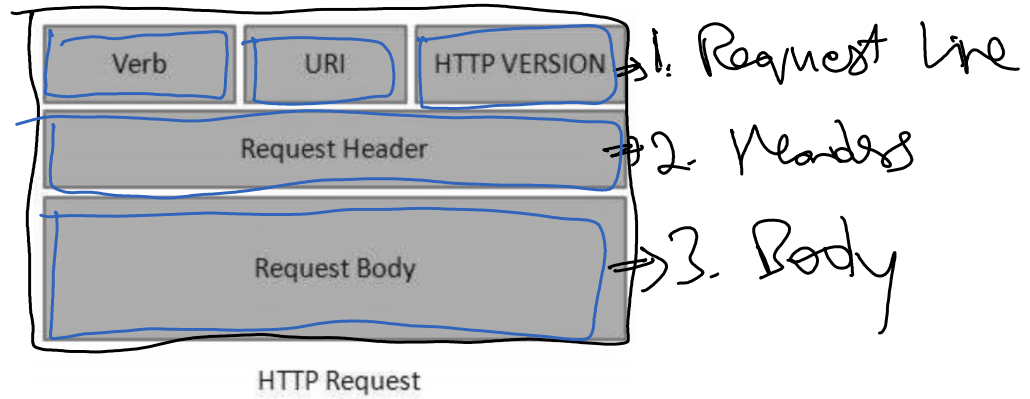 Verb URI HTTP VERSION ⇒ 1. Request Line
Request Header ⇒ 2. Headers
Request Body ⇒ 3. Body
HTTP Request